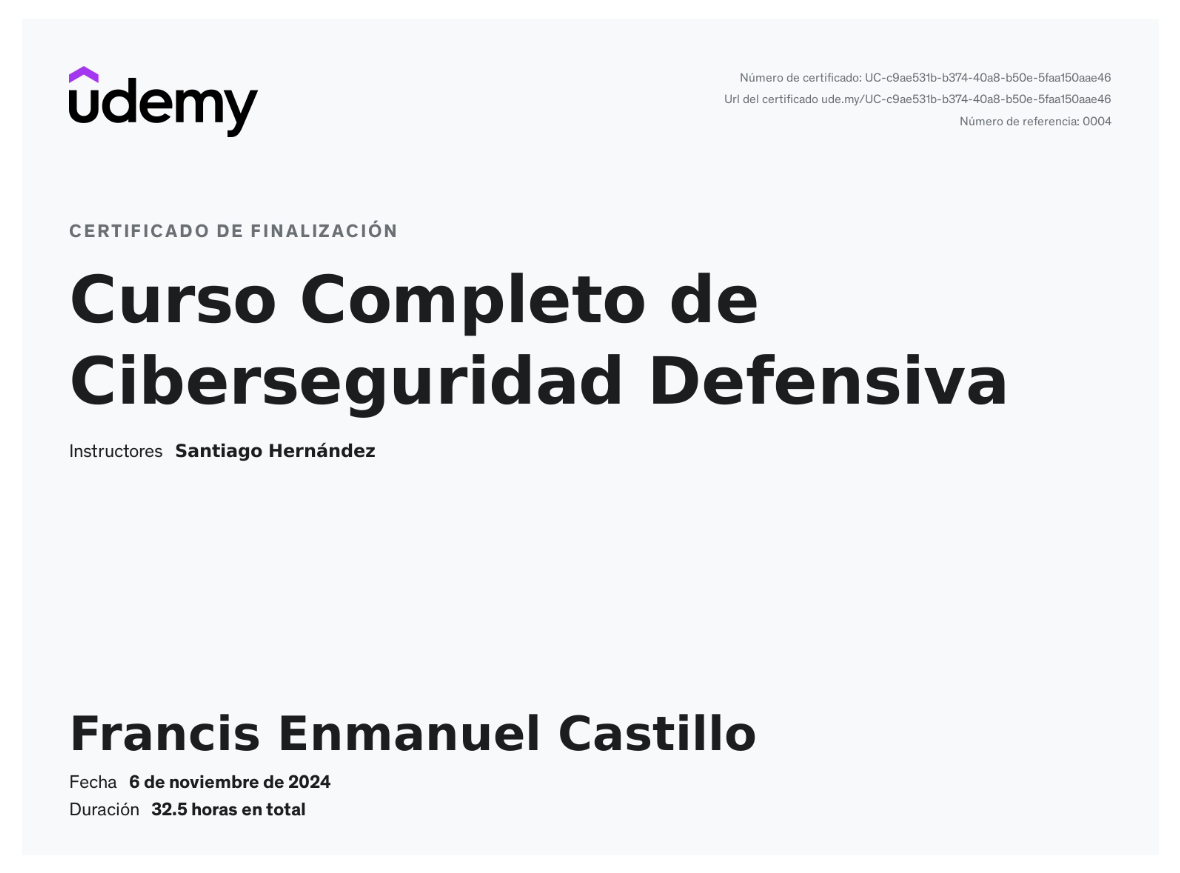 udemy
Número de certificado: UC-c9ae531b-b374-40a8-b50e-5faa150aae46
Url del certificado ude.my/UC-c9ae531b-b374-40a8-b50e-5faa150aae46
Número de referencia: 0004
CERTIFICADO DE FINALIZACIÓN
Curso Completo de
Ciberseguridad Defensiva
Instructores Santiago Hernández
Francis Enmanuel Castillo
Fecha 6 de noviembre de 2024
Duración 32.5 horas en total